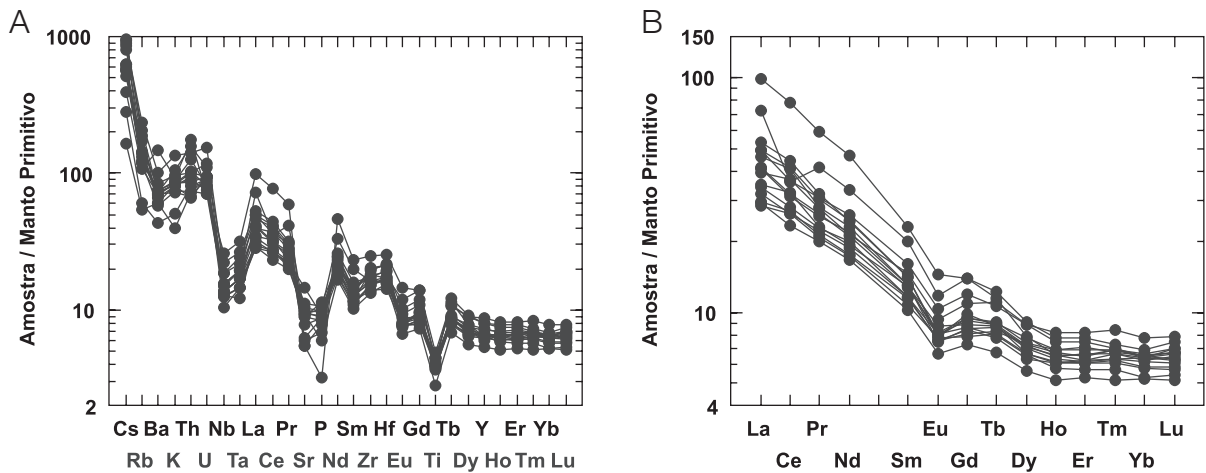 A
1000
100
10
2
Amostra / Manto Primitivo
Cs Ba Th Nb La Pr P Sm Hf Gd Tb Y Er Yb
Rb K U Ta Ce Sr Nd Zr Eu Ti Dy Ho Tm Lu
B
150
100
10
4
Amostra / Manto Primitivo
La Pr Eu Tb Ho Tm Lu
Ce Nd Sm Gd Dy Er Yb